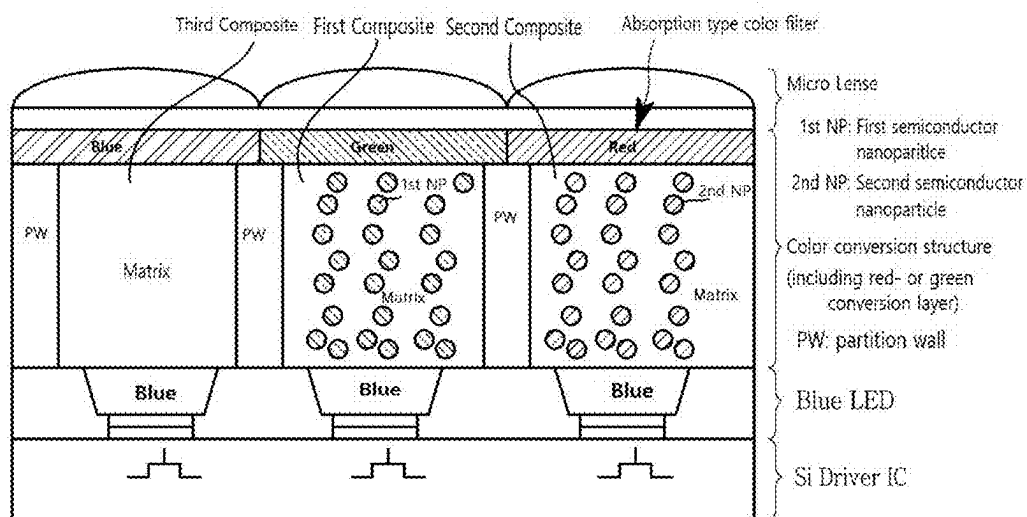 Third Composite First Composite Second Composite Absorption type color filter
Micro Lense
1st NP: First semiconductor
nanoparitlce
2nd NP: Second semiconductor
nanoparticle
Color conversion structure
(including red- or green
conversion layer)
PW: partition wall
Blue LED
Si Driver IC
Blue Green Red
PW Matrix PW 1st NP Matrix PW 2nd NP Matrix
Blue Blue Blue